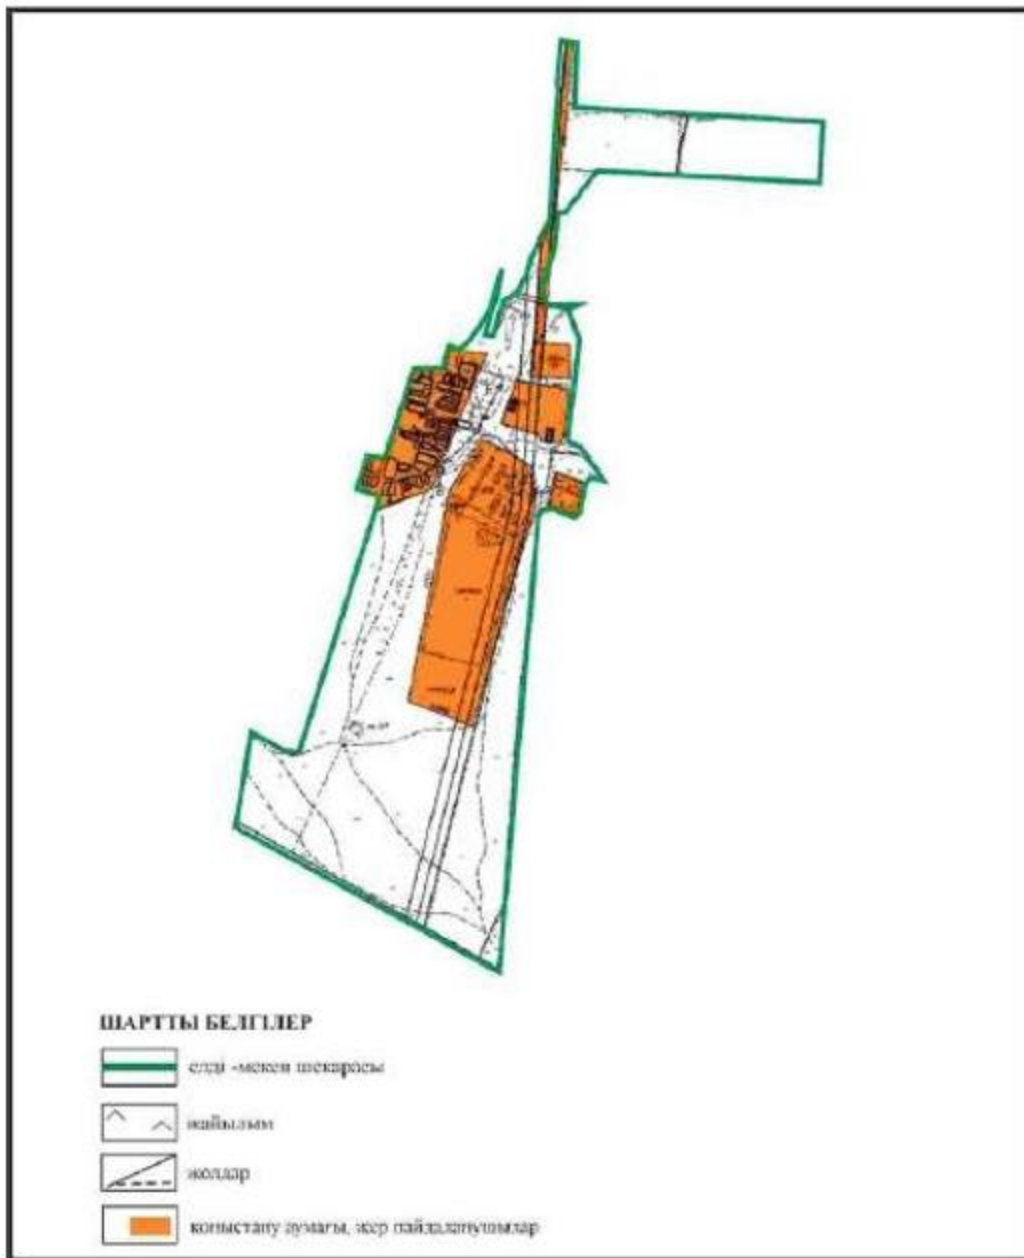 ШАРТТЫ БЕЛГІЛЕР
елді -мекен шекарасы
жайылым
жолдар
қоныстану аумағы, жер пайдаланушылар